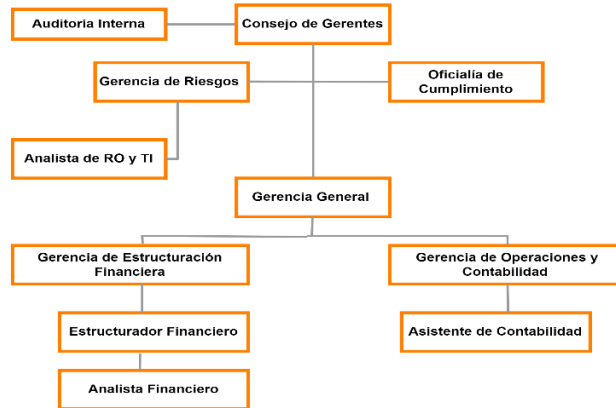 Auditoria Interna
Consejo de Gerentes
Gerencia de Riesgos
Oficialía de
Cumplimiento
Analista de RO y TI
Gerencia General
Gerencia de Estructuración
Financiera
Gerencia de Operaciones y
Contabilidad
Estructurador Financiero
Asistente de Contabilidad
Analista Financiero